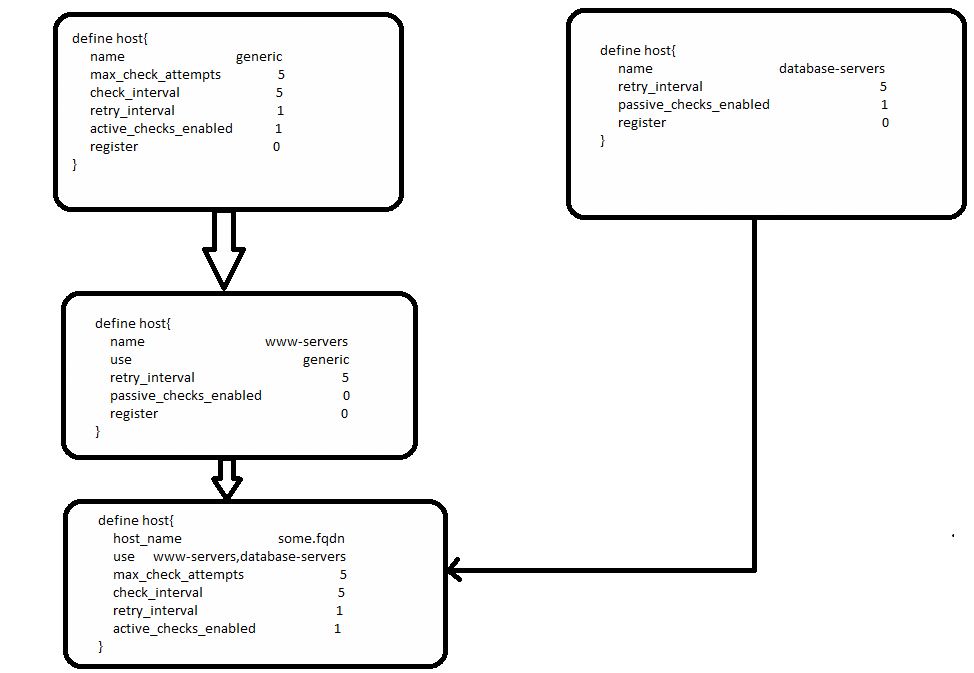 define host{
name generic
max_check_attempts 5
check_interval 5
retry_interval 1
active_checks_enabled 1
register 0
}
define host{
name database-servers
retry_interval 5
passive_checks_enabled 1
register 0
}
define host{
name www-servers
use generic
retry_interval 5
passive_checks_enabled 0
register 0
}
define host{
host_name some.fqdn
use www-servers,database-servers
max_check_attempts 5
check_interval 5
retry_interval 1
active_checks_enabled 1
}